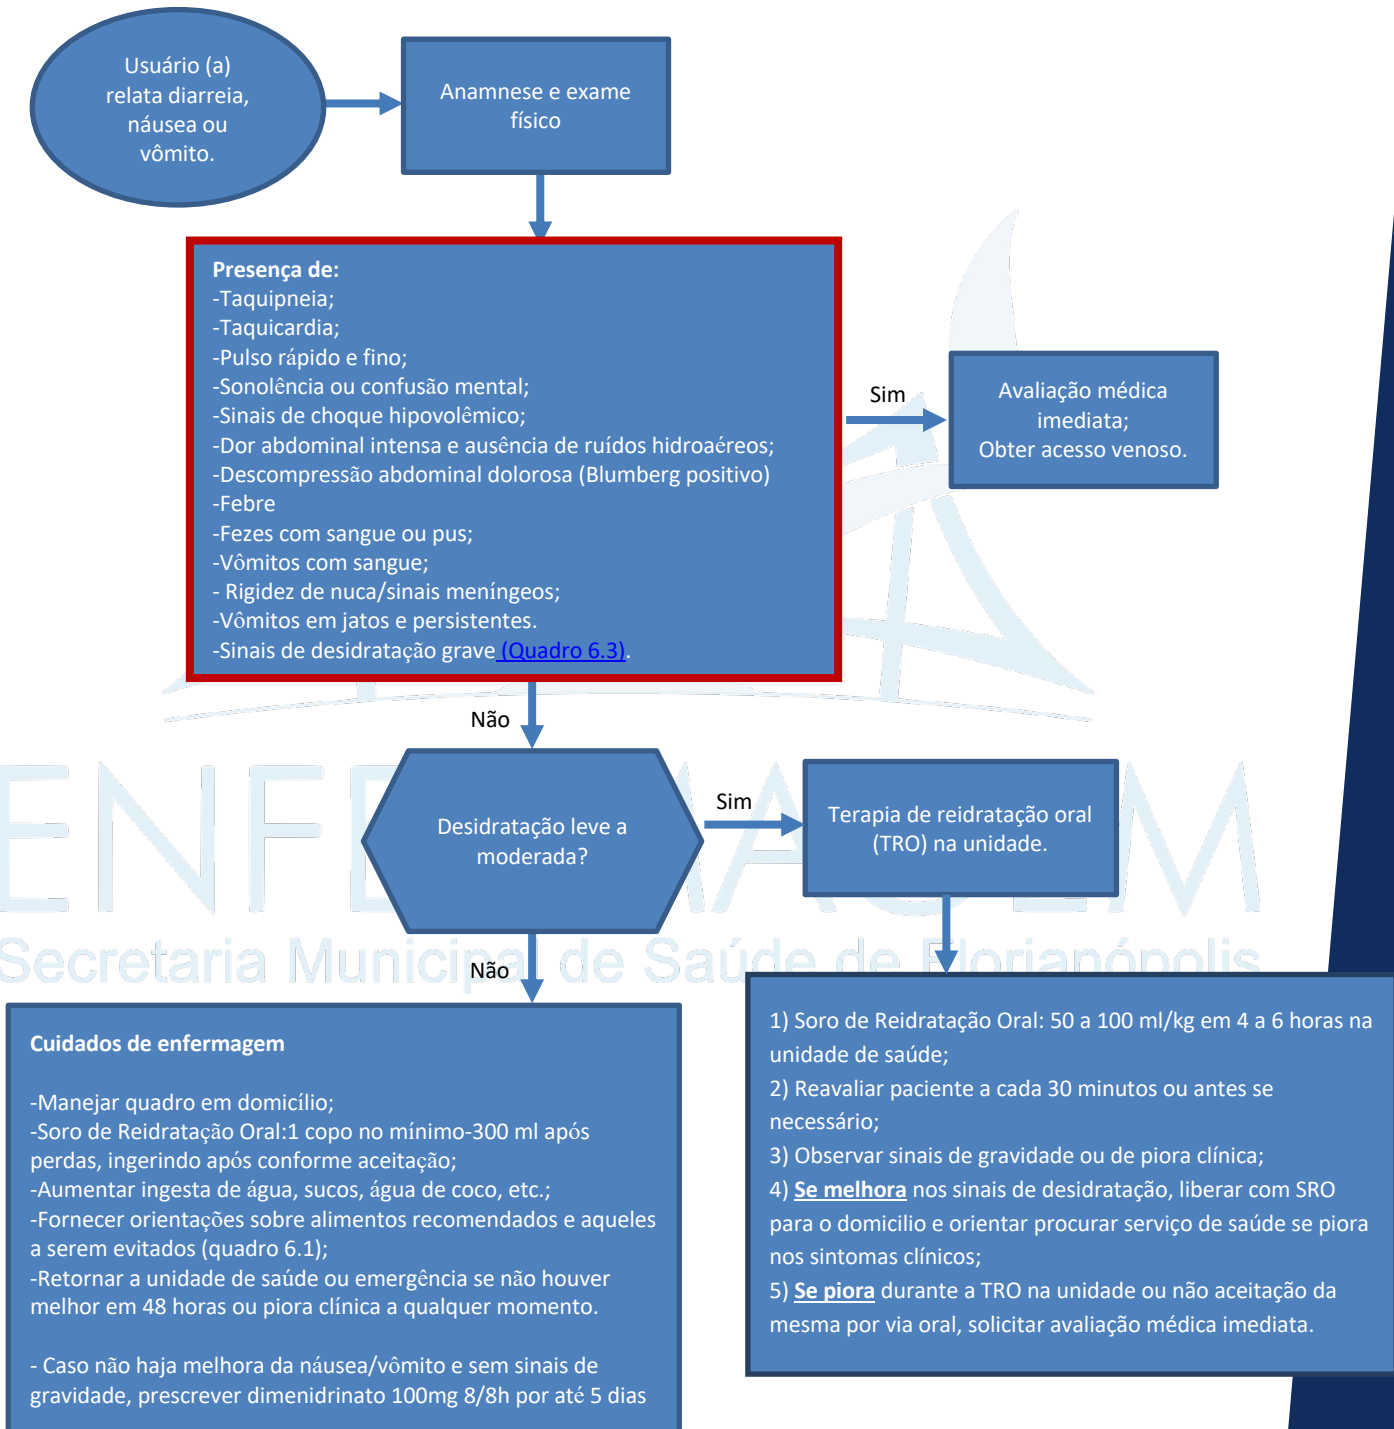 Usuário (a)
relata diarreia,
náusea ou
vômito.
Anamnese e exame
físico
Presença de:
-Taquipneia;
-Taquicardia;
-Pulso rápido e fino;
-Sonolência ou confusão mental;
-Sinais de choque hipovolêmico;
-Dor abdominal intensa e ausência de ruídos hidroaéreos;
-Descompressão abdominal dolorosa (Blumberg positivo)
-Febre
-Fezes com sangue ou pus;
-Vômitos com sangue;
- Rigidez de nuca/sinais meníngeos;
-Vômitos em jatos e persistentes.
-Sinais de desidratação grave (Quadro 6.3).
Sim
Avaliação médica
imediata;
Obter acesso venoso.
Não
Desidratação leve a
moderada?
Sim
Terapia de reidratação oral
(TRO) na unidade.
Não
Secretaria Municipal de Saúde de Florianópolis
Cuidados de enfermagem
-Manejar quadro em domicílio;
-Soro de Reidratação Oral:1 copo no mínimo-300 ml após
perdas, ingerindo após conforme aceitação;
-Aumentar ingesta de água, sucos, água de coco, etc.;
-Fornecer orientações sobre alimentos recomendados e aqueles
a serem evitados (quadro 6.1);
-Retornar a unidade de saúde ou emergência se não houver
melhor em 48 horas ou piora clínica a qualquer momento.
- Caso não haja melhora da náusea/vômito e sem sinais de
gravidade, prescrever dimenidrinato 100mg 8/8h por até 5 dias
1) Soro de Reidratação Oral: 50 a 100 ml/kg em 4 a 6 horas na
unidade de saúde;
2) Reavaliar paciente a cada 30 minutos ou antes se
necessário;
3) Observar sinais de gravidade ou de piora clínica;
4) Se melhora nos sinais de desidratação, liberar com SRO
para o domicilio e orientar procurar serviço de saúde se piora
nos sintomas clínicos;
5) Se piora durante a TRO na unidade ou não aceitação da
mesma por via oral, solicitar avaliação médica imediata.